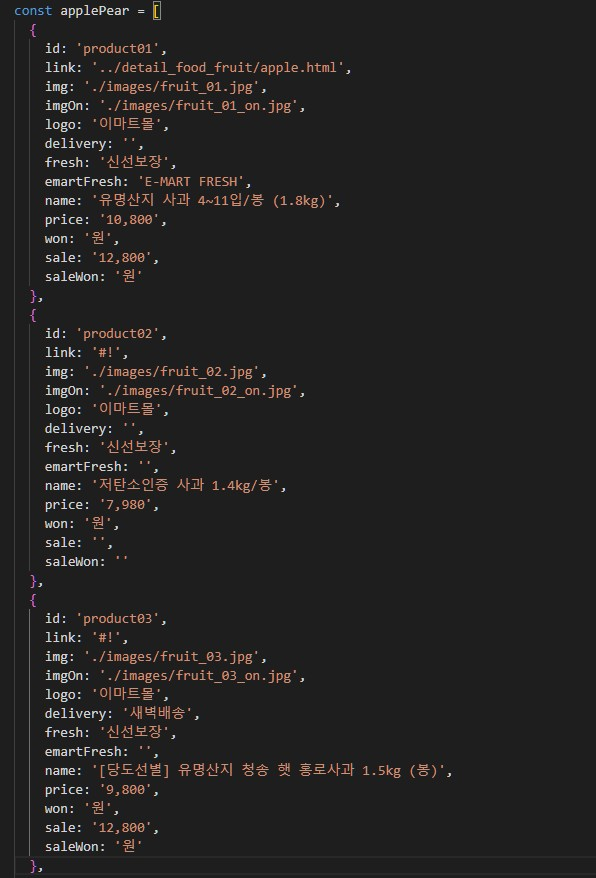 const applePear = [
{
id: 'product01',
link: '../detail_food_fruit/apple.html',
img: './images/fruit_01.jpg',
imgOn: './images/fruit_01_on.jpg',
logo: '이마트몰',
delivery: '',
fresh: '신선보장',
emartFresh: 'E-MART FRESH',
name: '유명산지 사과 4~11입/봉 (1.8kg)',
price: '10,800',
won: '원',
sale: '12,800',
saleWon: '원'
},
{
id: 'product02',
link: '#!',
img: './images/fruit_02.jpg',
imgOn: './images/fruit_02_on.jpg',
logo: '이마트몰',
delivery: '',
fresh: '신선보장',
emartFresh: '',
name: '저탄소인증 사과 1.4kg/봉',
price: '7,980',
won: '원',
sale: '',
saleWon: ''
},
{
id: 'product03',
link: '#!',
img: './images/fruit_03.jpg',
imgOn: './images/fruit_03_on.jpg',
logo: '이마트몰',
delivery: '새벽배송',
fresh: '신선보장',
emartFresh: '',
name: '[당도선별] 유명산지 청송 햇 홍로사과 1.5kg (봉)',
price: '9,800',
won: '원',
sale: '12,800',
saleWon: '원'
},